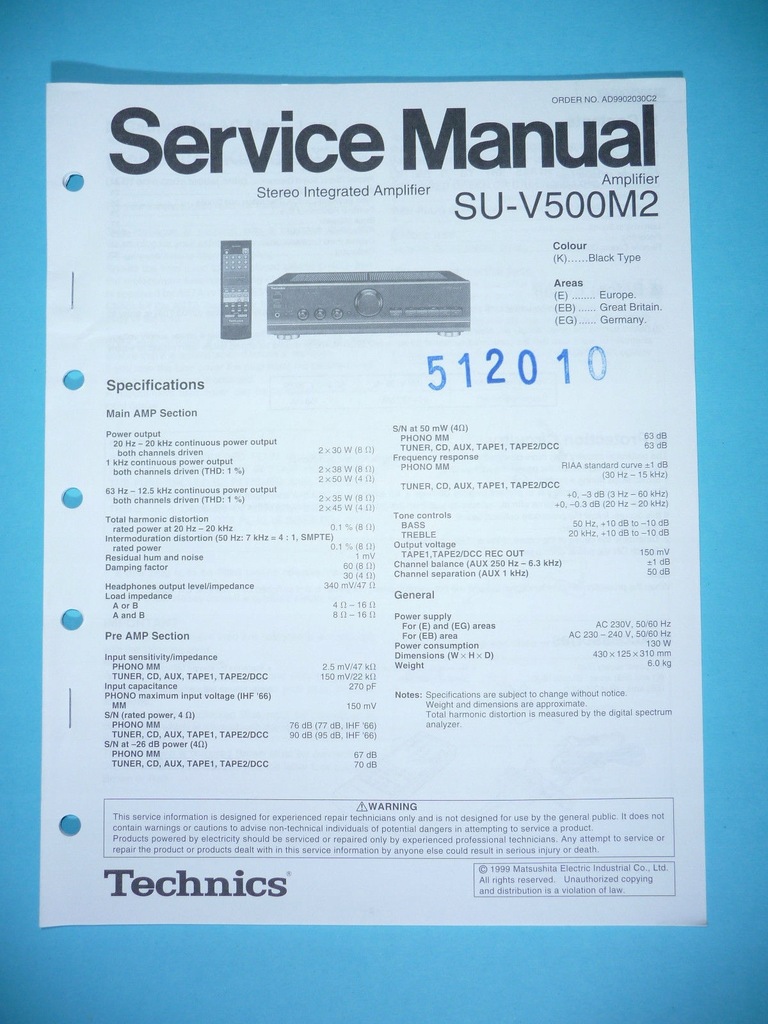 ORDER NO. AD9902030C2
Service Manual
Amplifier
Stereo Integrated Amplifier
SU-V500M2
Colour
(K)......Black Type
Areas
(E) ........ Europe.
(EB) ...... Great Britain.
(EG) ...... Germany.
512010
Specifications
Main AMP Section
Power output
20 Hz – 20 kHz continuous power output
both channels driven 2×30 W (8 Ω)
1 kHz continuous power output
both channels driven (THD: 1 %) 2×38 W (8 Ω)
2×50 W (4 Ω)
63 Hz – 12.5 kHz continuous power output
both channels driven (THD: 1 %) 2×35 W (8 Ω)
2×45 W (4 Ω)
Total harmonic distortion
rated power at 20 Hz – 20 kHz 0.1 % (8 Ω)
Intermoduration distortion (50 Hz: 7 kHz = 4 : 1, SMPTE)
rated power 0.1 % (8 Ω)
Residual hum and noise 1 mV
Damping factor 60 (8 Ω)
30 (4 Ω)
Headphones output level/impedance 340 mV/47 Ω
Load impedance
A or B 4 Ω – 16 Ω
A and B 8 Ω – 16 Ω
Pre AMP Section
Input sensitivity/impedance
PHONO MM 2.5 mV/47 kΩ
TUNER, CD, AUX, TAPE1, TAPE2/DCC 150 mV/22 kΩ
Input capacitance 270 pF
PHONO maximum input voltage (IHF '66)
MM 150 mV
S/N (rated power, 4 Ω)
PHONO MM 76 dB (77 dB, IHF '66)
TUNER, CD, AUX, TAPE1, TAPE2/DCC 90 dB (95 dB, IHF '66)
S/N at –26 dB power (4Ω)
PHONO MM 67 dB
TUNER, CD, AUX, TAPE1, TAPE2/DCC 70 dB
S/N at 50 mW (4Ω)
PHONO MM 63 dB
TUNER, CD, AUX, TAPE1, TAPE2/DCC 63 dB
Frequency response
PHONO MM RIAA standard curve ±1 dB
(30 Hz – 15 kHz)
TUNER, CD, AUX, TAPE1, TAPE2/DCC
+0, –3 dB (3 Hz – 60 kHz)
+0, –0.3 dB (20 Hz – 20 kHz)
Tone controls
BASS 50 Hz, +10 dB to –10 dB
TREBLE 20 kHz, +10 dB to –10 dB
Output voltage
TAPE1,TAPE2/DCC REC OUT 150 mV
Channel balance (AUX 250 Hz – 6.3 kHz) ±1 dB
Channel separation (AUX 1 kHz) 50 dB
General
Power supply
For (E) and (EG) areas AC 230V, 50/60 Hz
For (EB) area AC 230 – 240 V, 50/60 Hz
Power consumption 130 W
Dimensions (W × H × D) 430×125×310 mm
Weight 6.0 kg
Notes: Specifications are subject to change without notice.
Weight and dimensions are approximate.
Total harmonic distortion is measured by the digital spectrum
analyzer.
⚠WARNING
This service information is designed for experienced repair technicians only and is not designed for use by the general public. It does not
contain warnings or cautions to advise non-technical individuals of potential dangers in attempting to service a product.
Products powered by electricity should be serviced or repaired only by experienced professional technicians. Any attempt to service or
repair the product or products dealt with in this service information by anyone else could result in serious injury or death.
Technics®
© 1999 Matsushita Electric Industrial Co., Ltd.
All rights reserved. Unauthorized copying
and distribution is a violation of law.